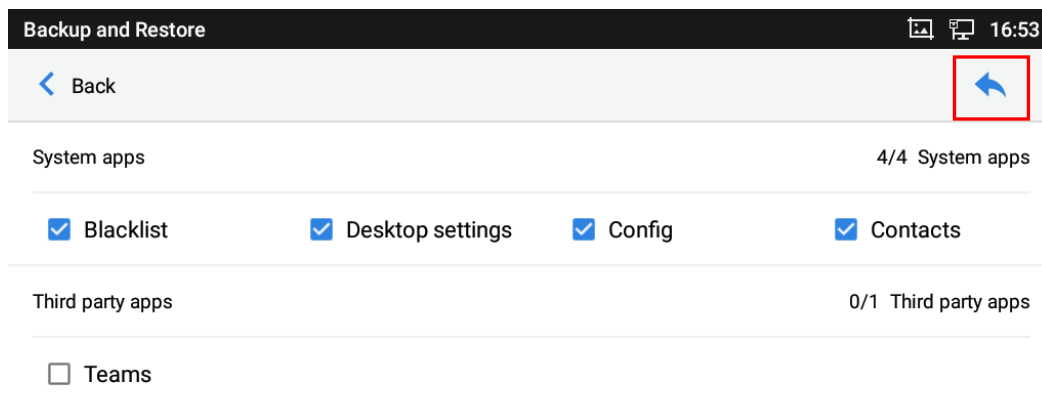 Backup and Restore 16:53
Back
System apps 4/4 System apps
Blacklist Desktop settings Config Contacts
Third party apps 0/1 Third party apps
Teams